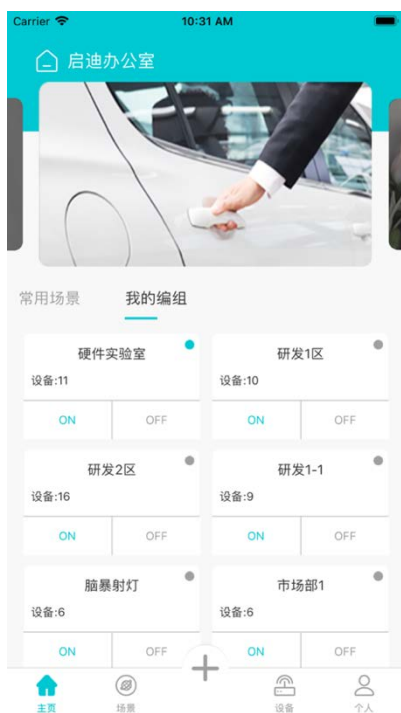 Carrier 10:31 AM
启迪办公室
常用场景 我的编组
硬件实验室 研发1区
设备:11 设备:10
ON OFF ON OFF
研发2区 研发1-1
设备:16 设备:9
ON OFF ON OFF
脑暴射灯 市场部1
设备:6 设备:6
ON OFF ON OFF
主页 场景 设备 个人